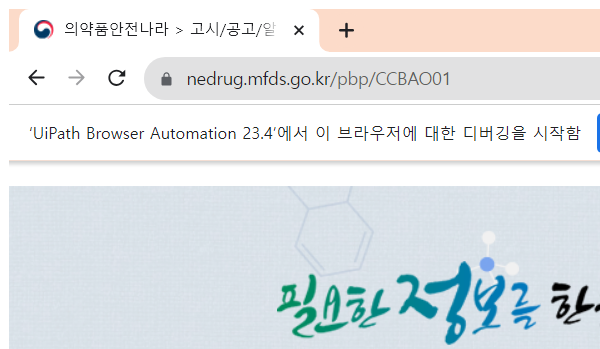 의약품안전나라 > 고시/공고/알
nedrug.mfds.go.kr/pbp/CCBAO01
'UiPath Browser Automation 23.4'에서 이 브라우저에 대한 디버깅을 시작함
필요한 정보를 한